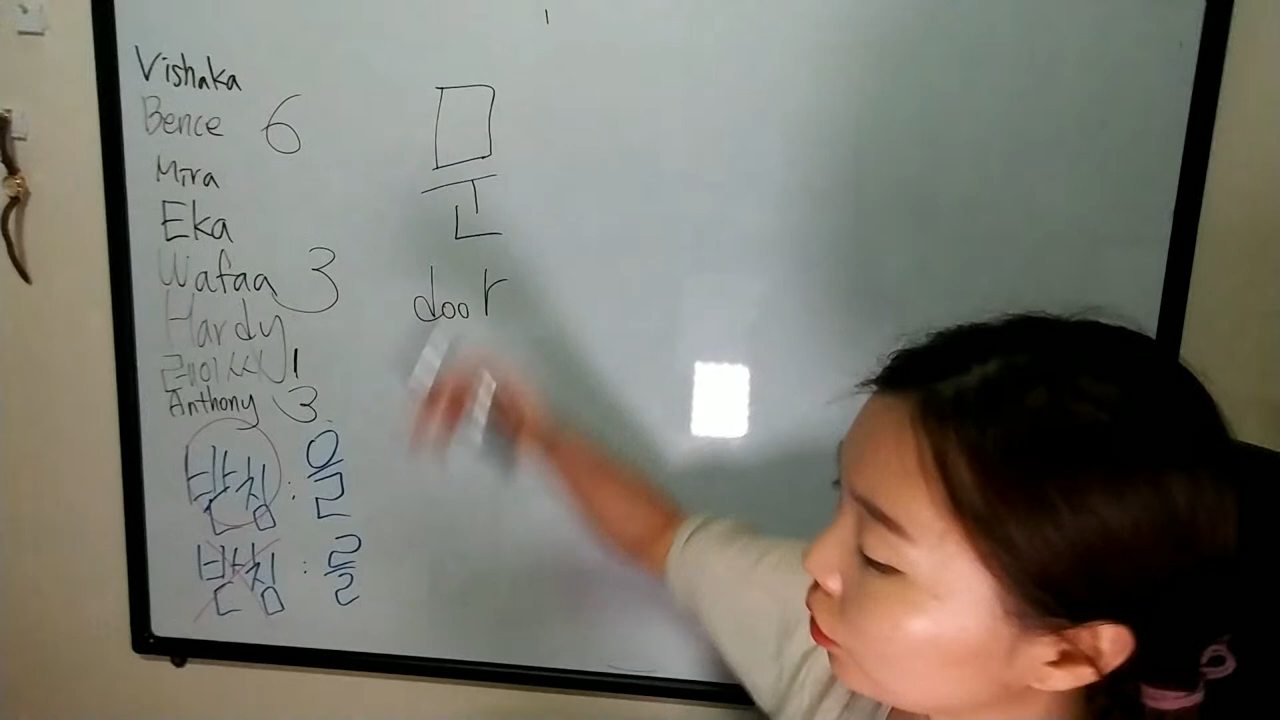 Vishaka
Bence 6
Mira
Eka
Wafaa 3
Hardy
레이씨 1
Anthony 3
받침 : 을
받침 : 를
문
door